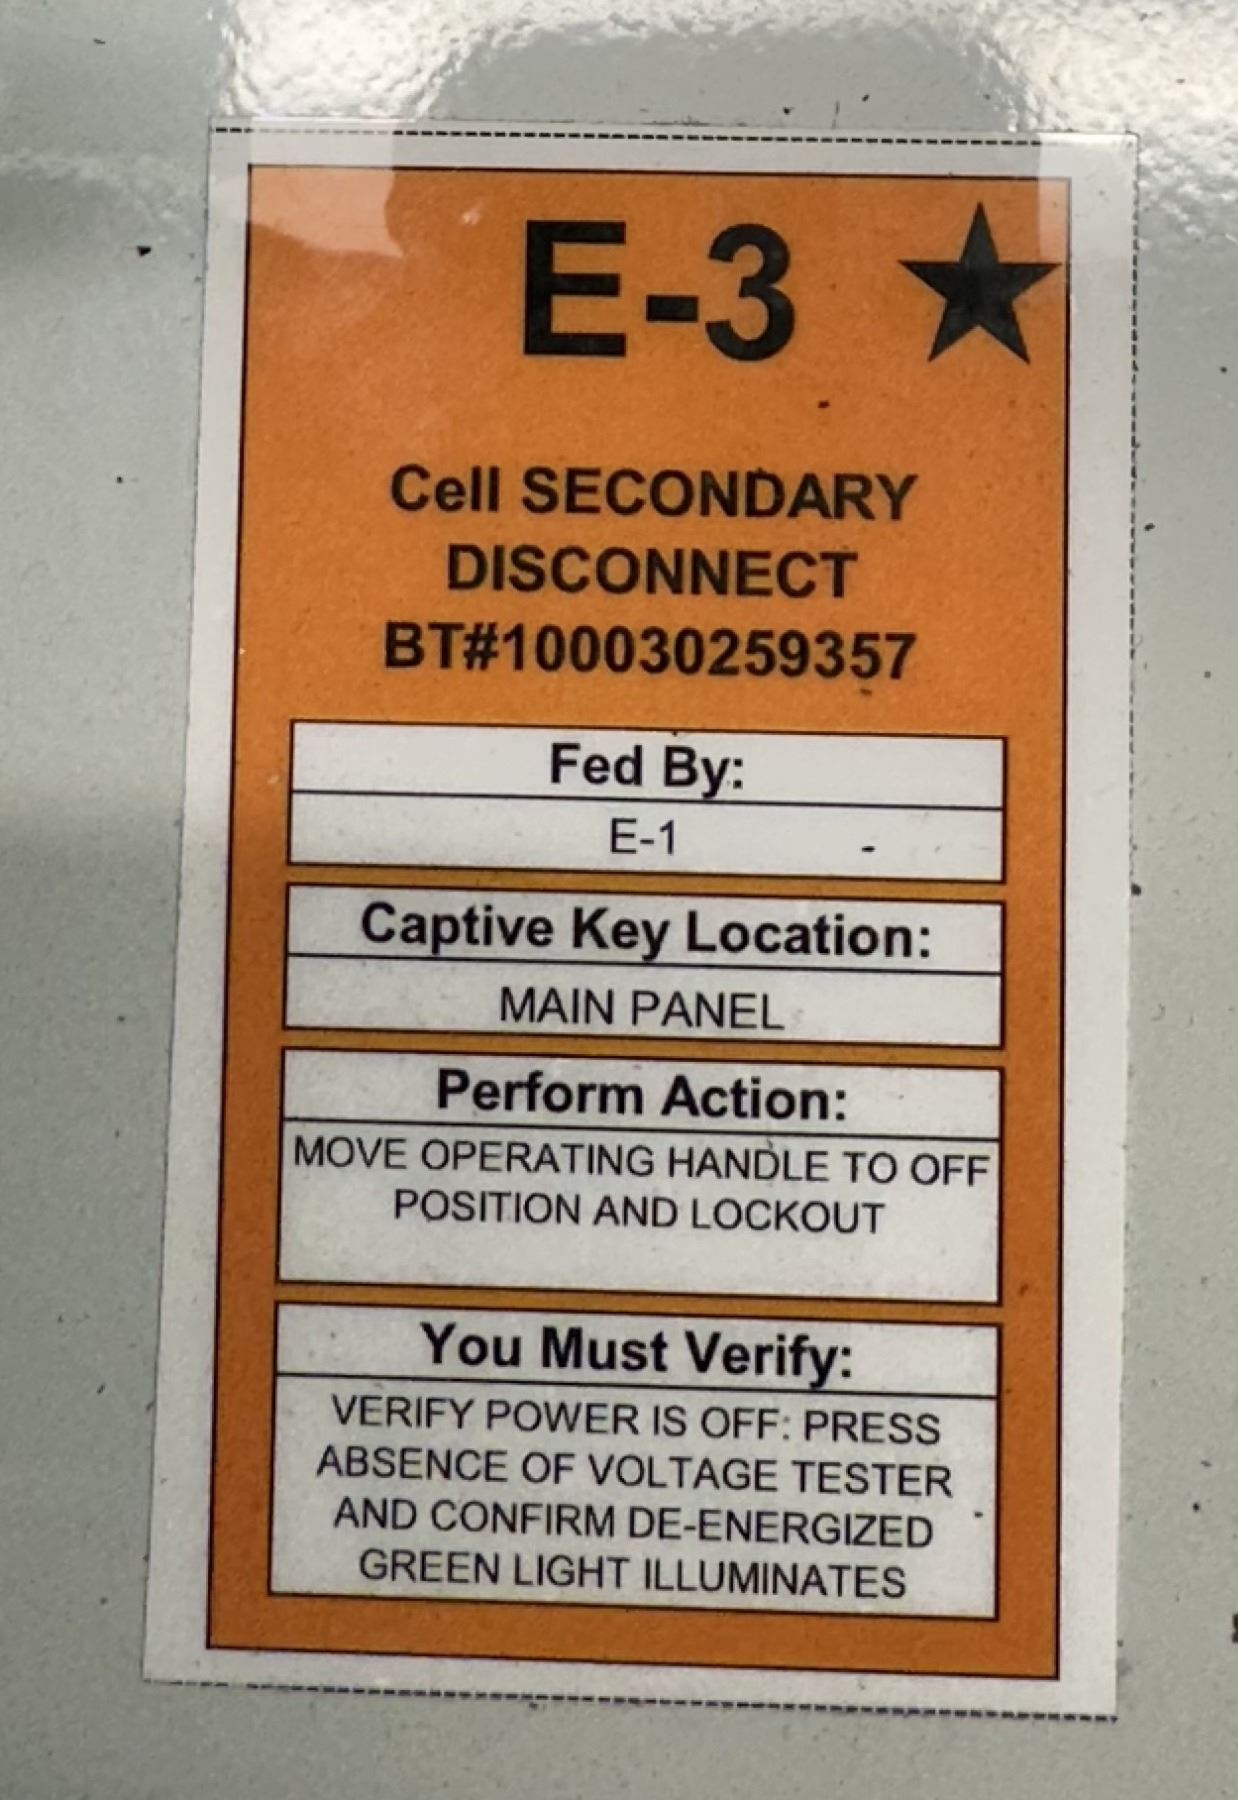 E-3
Cell SECONDARY
DISCONNECT
BT#100030259357
Fed By:
E-1
Captive Key Location:
MAIN PANEL
Perform Action:
MOVE OPERATING HANDLE TO OFF
POSITION AND LOCKOUT
You Must Verify:
VERIFY POWER IS OFF: PRESS
ABSENCE OF VOLTAGE TESTER
AND CONFIRM DE-ENERGIZED
GREEN LIGHT ILLUMINATES